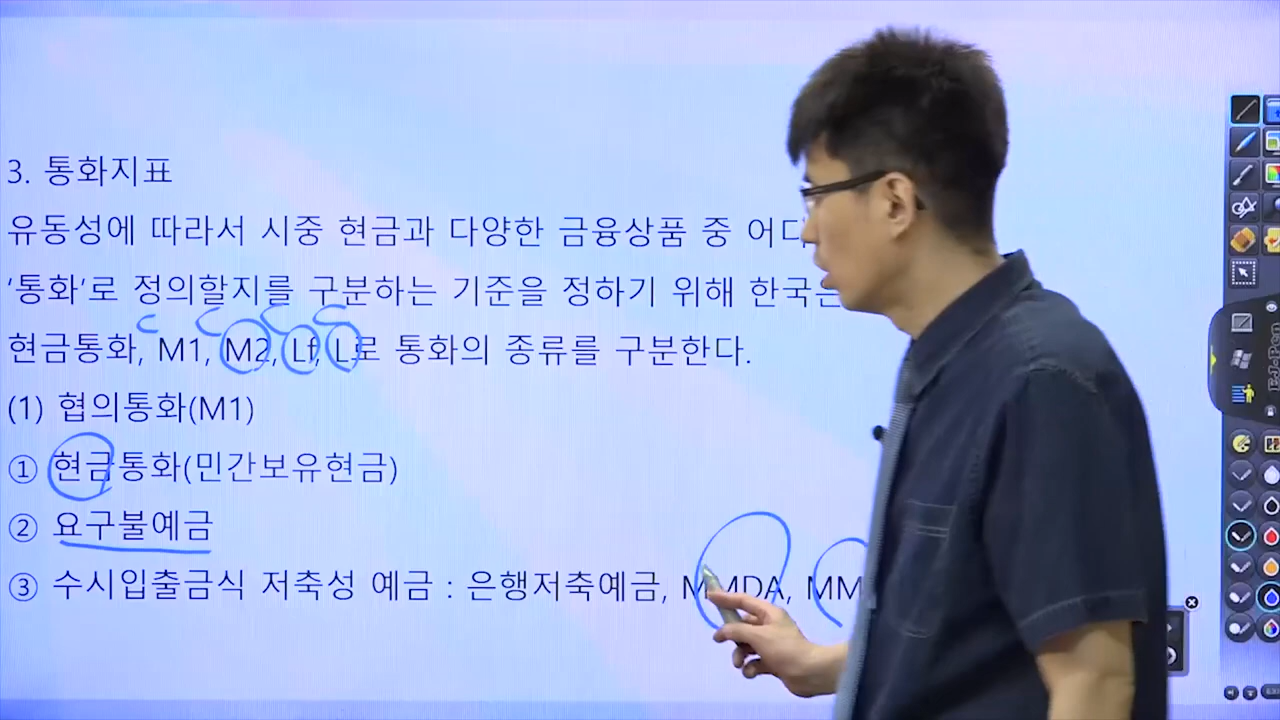 3. 통화지표
유동성에 따라서 시중 현금과 다양한 금융상품 중
'통화'로 정의할지를 구분하는 기준을 정하기 위해
현금통화, M1, M2, Lf, L로 통화의 종류를 구분한다.
(1) 협의통화(M1)
① 현금통화(민간보유현금)
② 요구불예금
③ 수시입출금식 저축성 예금 : 은행저축예금, MMDA,